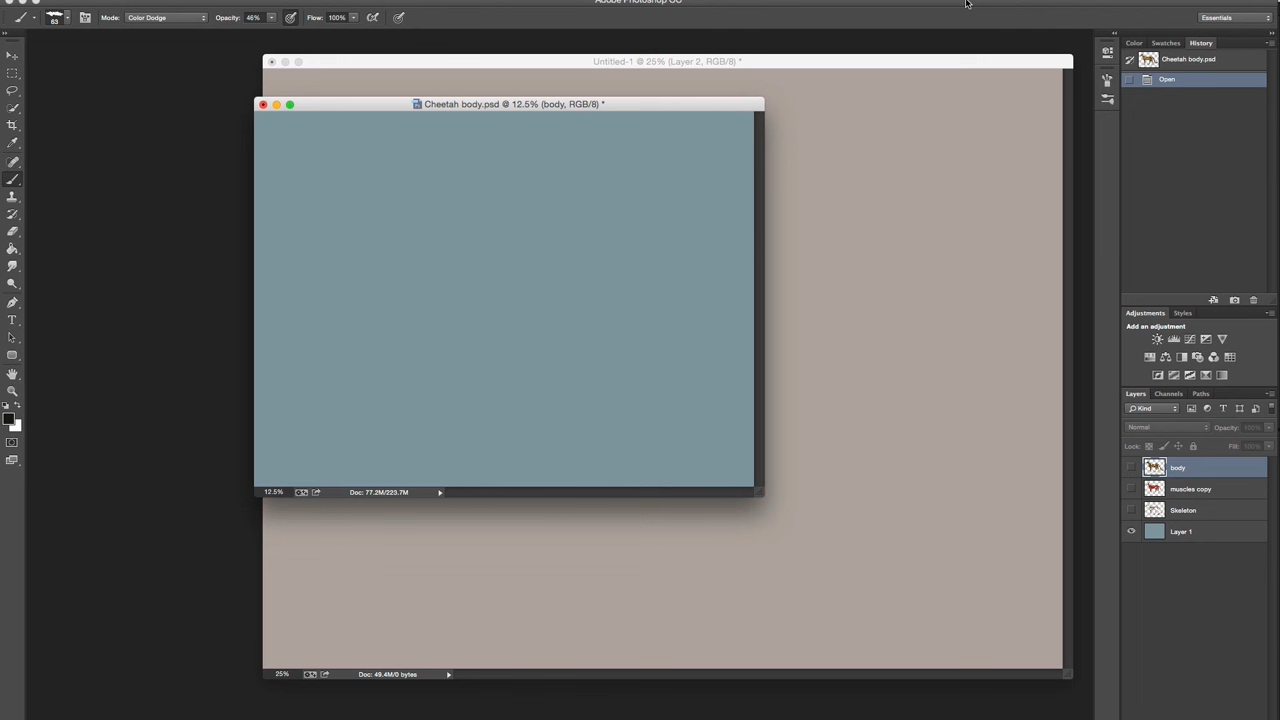 Adobe Photoshop CC
63
Mode: Color Dodge
Opacity: 46%
Flow: 100%
Essentials
Untitled-1 @ 25% (Layer 2, RGB/8) *
Cheetah body.psd @ 12.5% (body, RGB/8) *
12.5%
Doc: 77.2M/223.7M
25%
Doc: 49.4M/0 bytes
Color Swatches History
Cheetah body.psd
Open
Adjustments Styles
Add an adjustment
Layers Channels Paths
Kind
Normal Opacity: 100%
Lock: Fill: 100%
body
muscles copy
Skeleton
Layer 1